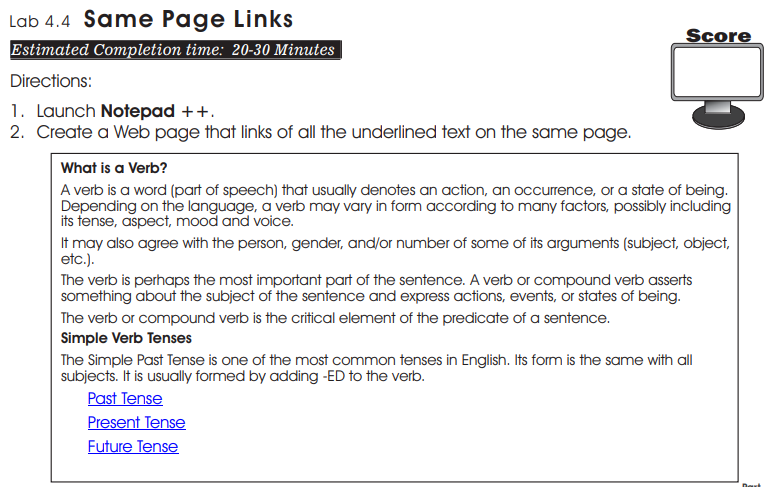 Lab 4.4 Same Page Links
Estimated Completion time: 20-30 Minutes
Score
Directions:
1. Launch Notepad ++.
2. Create a Web page that links of all the underlined text on the same page.
What is a Verb?
A verb is a word (part of speech) that usually denotes an action, an occurrence, or a state of being.
Depending on the language, a verb may vary in form according to many factors, possibly including
its tense, aspect, mood and voice.
It may also agree with the person, gender, and/or number of some of its arguments (subject, object,
etc.).
The verb is perhaps the most important part of the sentence. A verb or compound verb asserts
something about the subject of the sentence and express actions, events, or states of being.
The verb or compound verb is the critical element of the predicate of a sentence.
Simple Verb Tenses
The Simple Past Tense is one of the most common tenses in English. Its form is the same with all
subjects. It is usually formed by adding -ED to the verb.
Past Tense
Present Tense
Future Tense